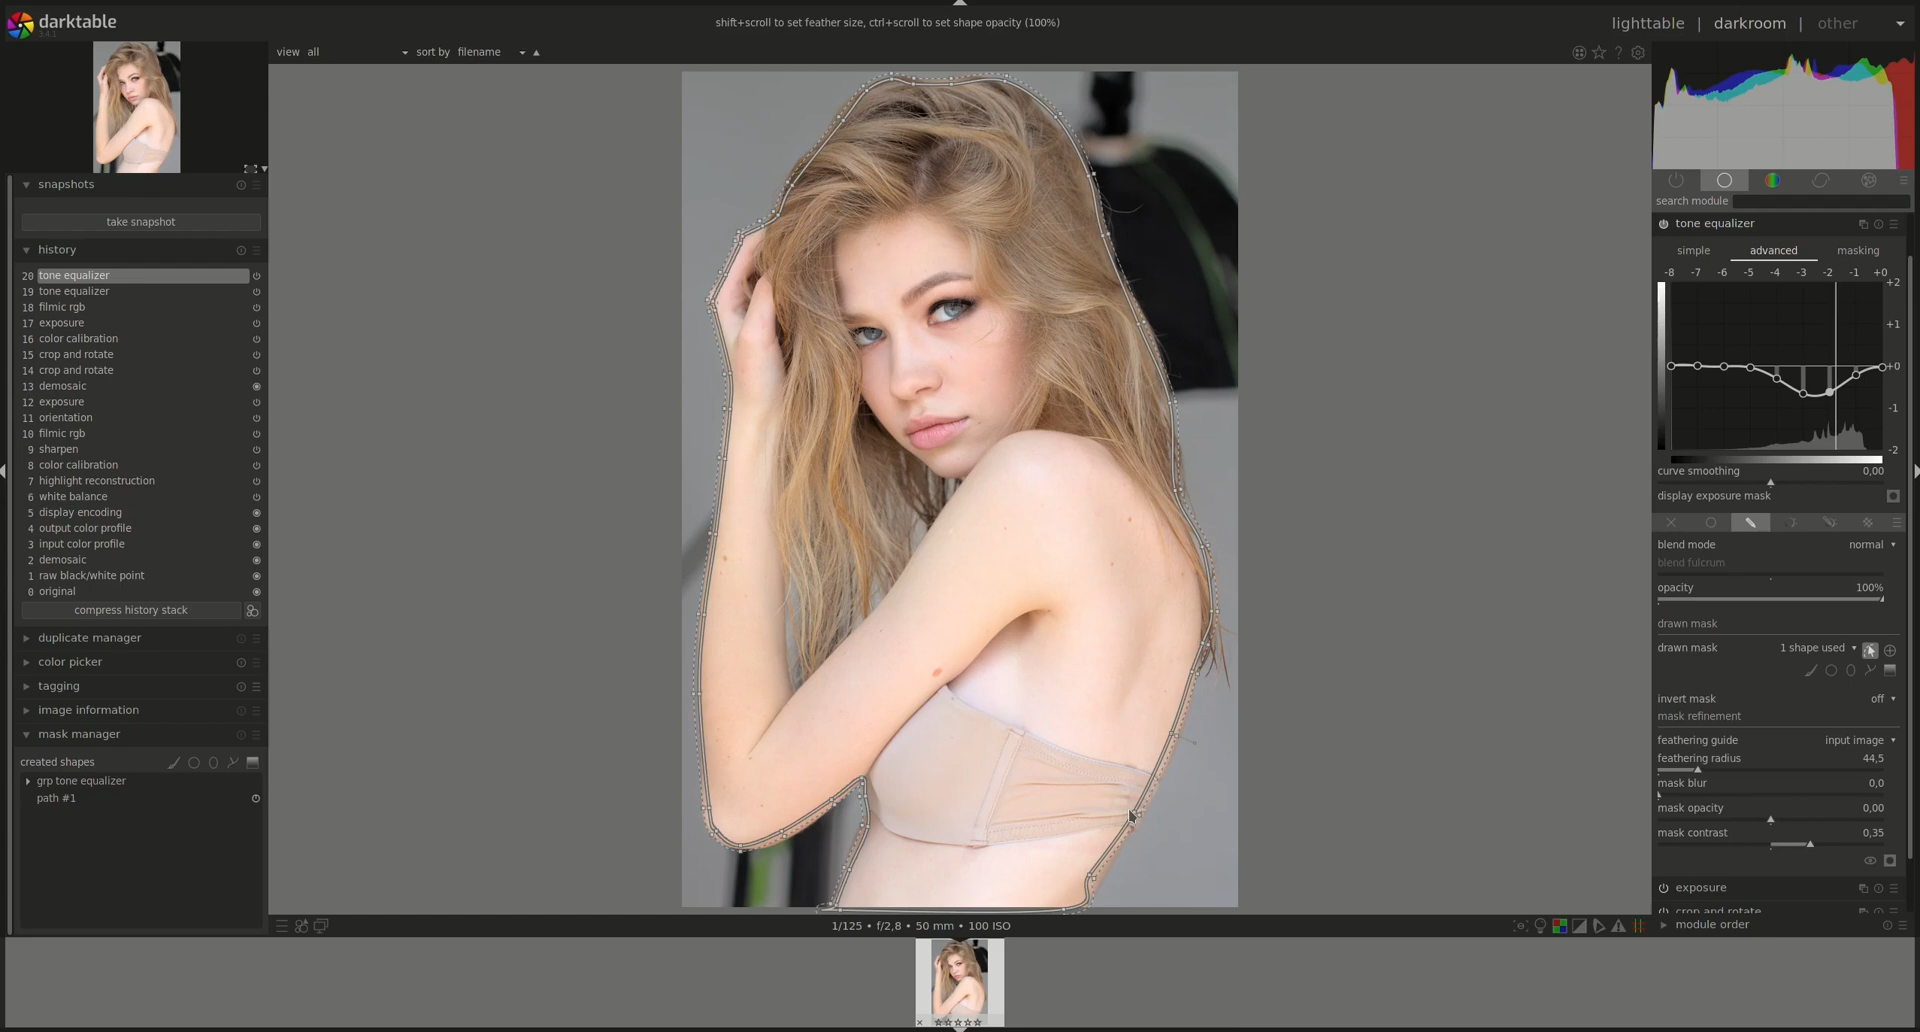 darktable
3.4.1
shift+scroll to set feather size, ctrl+scroll to set shape opacity (100%)
lighttable | darkroom | other
view all sort by filename
snapshots
take snapshot
history
20 tone equalizer
19 tone equalizer
18 filmic rgb
17 exposure
16 color calibration
15 crop and rotate
14 crop and rotate
13 demosaic
12 exposure
11 orientation
10 filmic rgb
9 sharpen
8 color calibration
7 highlight reconstruction
6 white balance
5 display encoding
4 output color profile
3 input color profile
2 demosaic
1 raw black/white point
0 original
compress history stack
duplicate manager
color picker
tagging
image information
mask manager
created shapes
grp tone equalizer
path #1
1/125 • f/2,8 • 50 mm • 100 ISO
search module
tone equalizer
simple advanced masking
-8 -7 -6 -5 -4 -3 -2 -1 +0
+2
+1
+0
-1
-2
curve smoothing 0,00
display exposure mask
blend mode normal
blend fulcrum
opacity 100%
drawn mask
drawn mask 1 shape used
invert mask off
mask refinement
feathering guide input image
feathering radius 44,5
mask blur 0,0
mask opacity 0,00
mask contrast 0,35
exposure
crop and rotate
module order